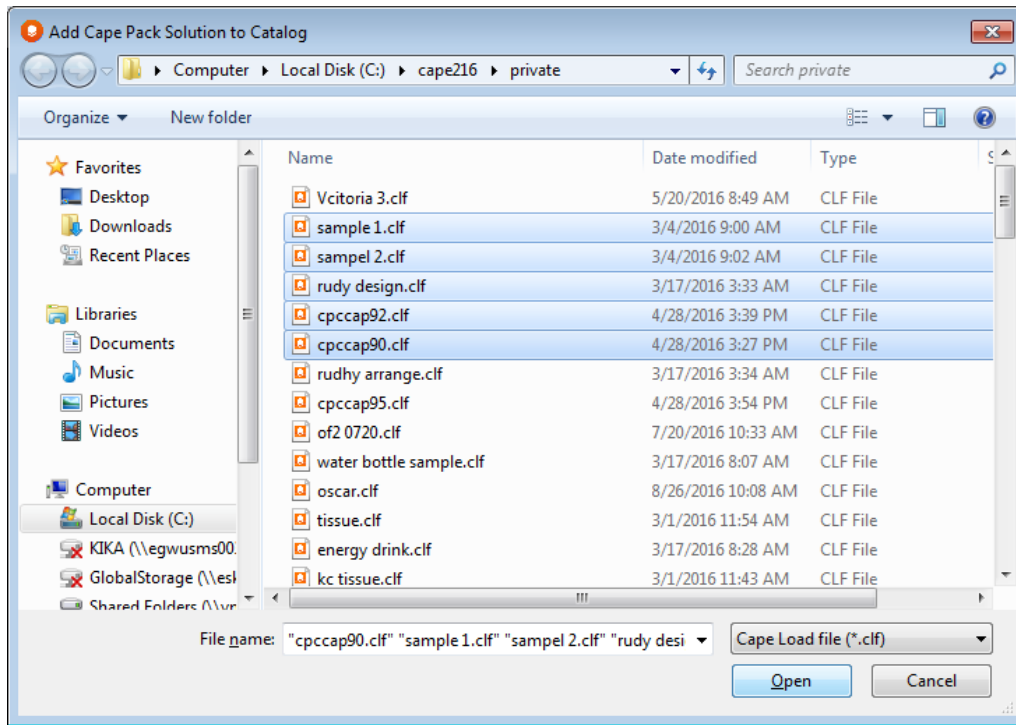 Add Cape Pack Solution to Catalog
Computer Local Disk (C:) cape216 private Search private
Organize New folder
Favorites
Desktop
Downloads
Recent Places
Libraries
Documents
Music
Pictures
Videos
Computer
Local Disk (C:)
KIKA (\\egwusms00
GlobalStorage (\\esk
Shared Folders (\\vp
Name Date modified Type S
Vcitoria 3.clf 5/20/2016 8:49 AM CLF File
sample 1.clf 3/4/2016 9:00 AM CLF File
sampel 2.clf 3/4/2016 9:02 AM CLF File
rudy design.clf 3/17/2016 3:33 AM CLF File
cpccap92.clf 4/28/2016 3:39 PM CLF File
cpccap90.clf 4/28/2016 3:27 PM CLF File
rudhy arrange.clf 3/17/2016 3:34 AM CLF File
cpccap95.clf 4/28/2016 3:54 PM CLF File
of2 0720.clf 7/20/2016 10:33 AM CLF File
water bottle sample.clf 3/17/2016 8:07 AM CLF File
oscar.clf 8/26/2016 10:08 AM CLF File
tissue.clf 3/1/2016 11:54 AM CLF File
energy drink.clf 3/17/2016 8:28 AM CLF File
kc tissue.clf 3/1/2016 11:43 AM CLF File
File name: "cpccap90.clf" "sample 1.clf" "sampel 2.clf" "rudy desi Cape Load file (*.clf)
Open Cancel